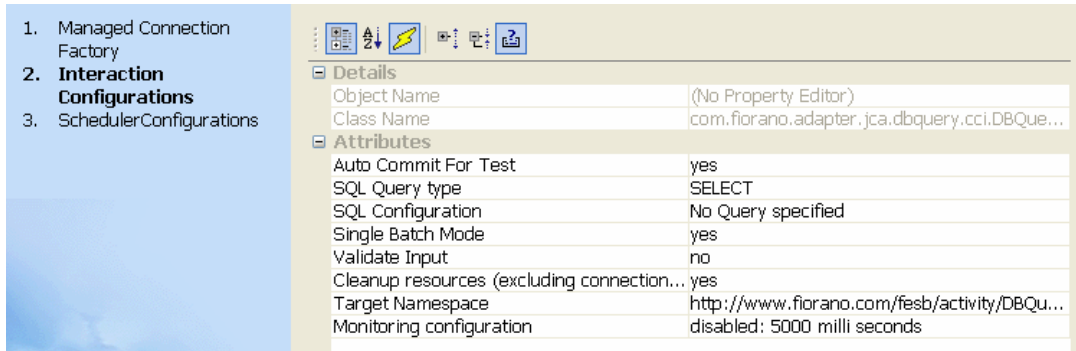 1. Managed Connection
Factory
2. Interaction
Configurations
3. SchedulerConfigurations
Details
Object Name (No Property Editor)
Class Name com.fiorano.adapter.jca.dbquery.cci.DBQue...
Attributes
Auto Commit For Test yes
SQL Query type SELECT
SQL Configuration No Query specified
Single Batch Mode yes
Validate Input no
Cleanup resources (excluding connection... yes
Target Namespace http://www.fiorano.com/fesb/activity/DBQu...
Monitoring configuration disabled: 5000 milli seconds